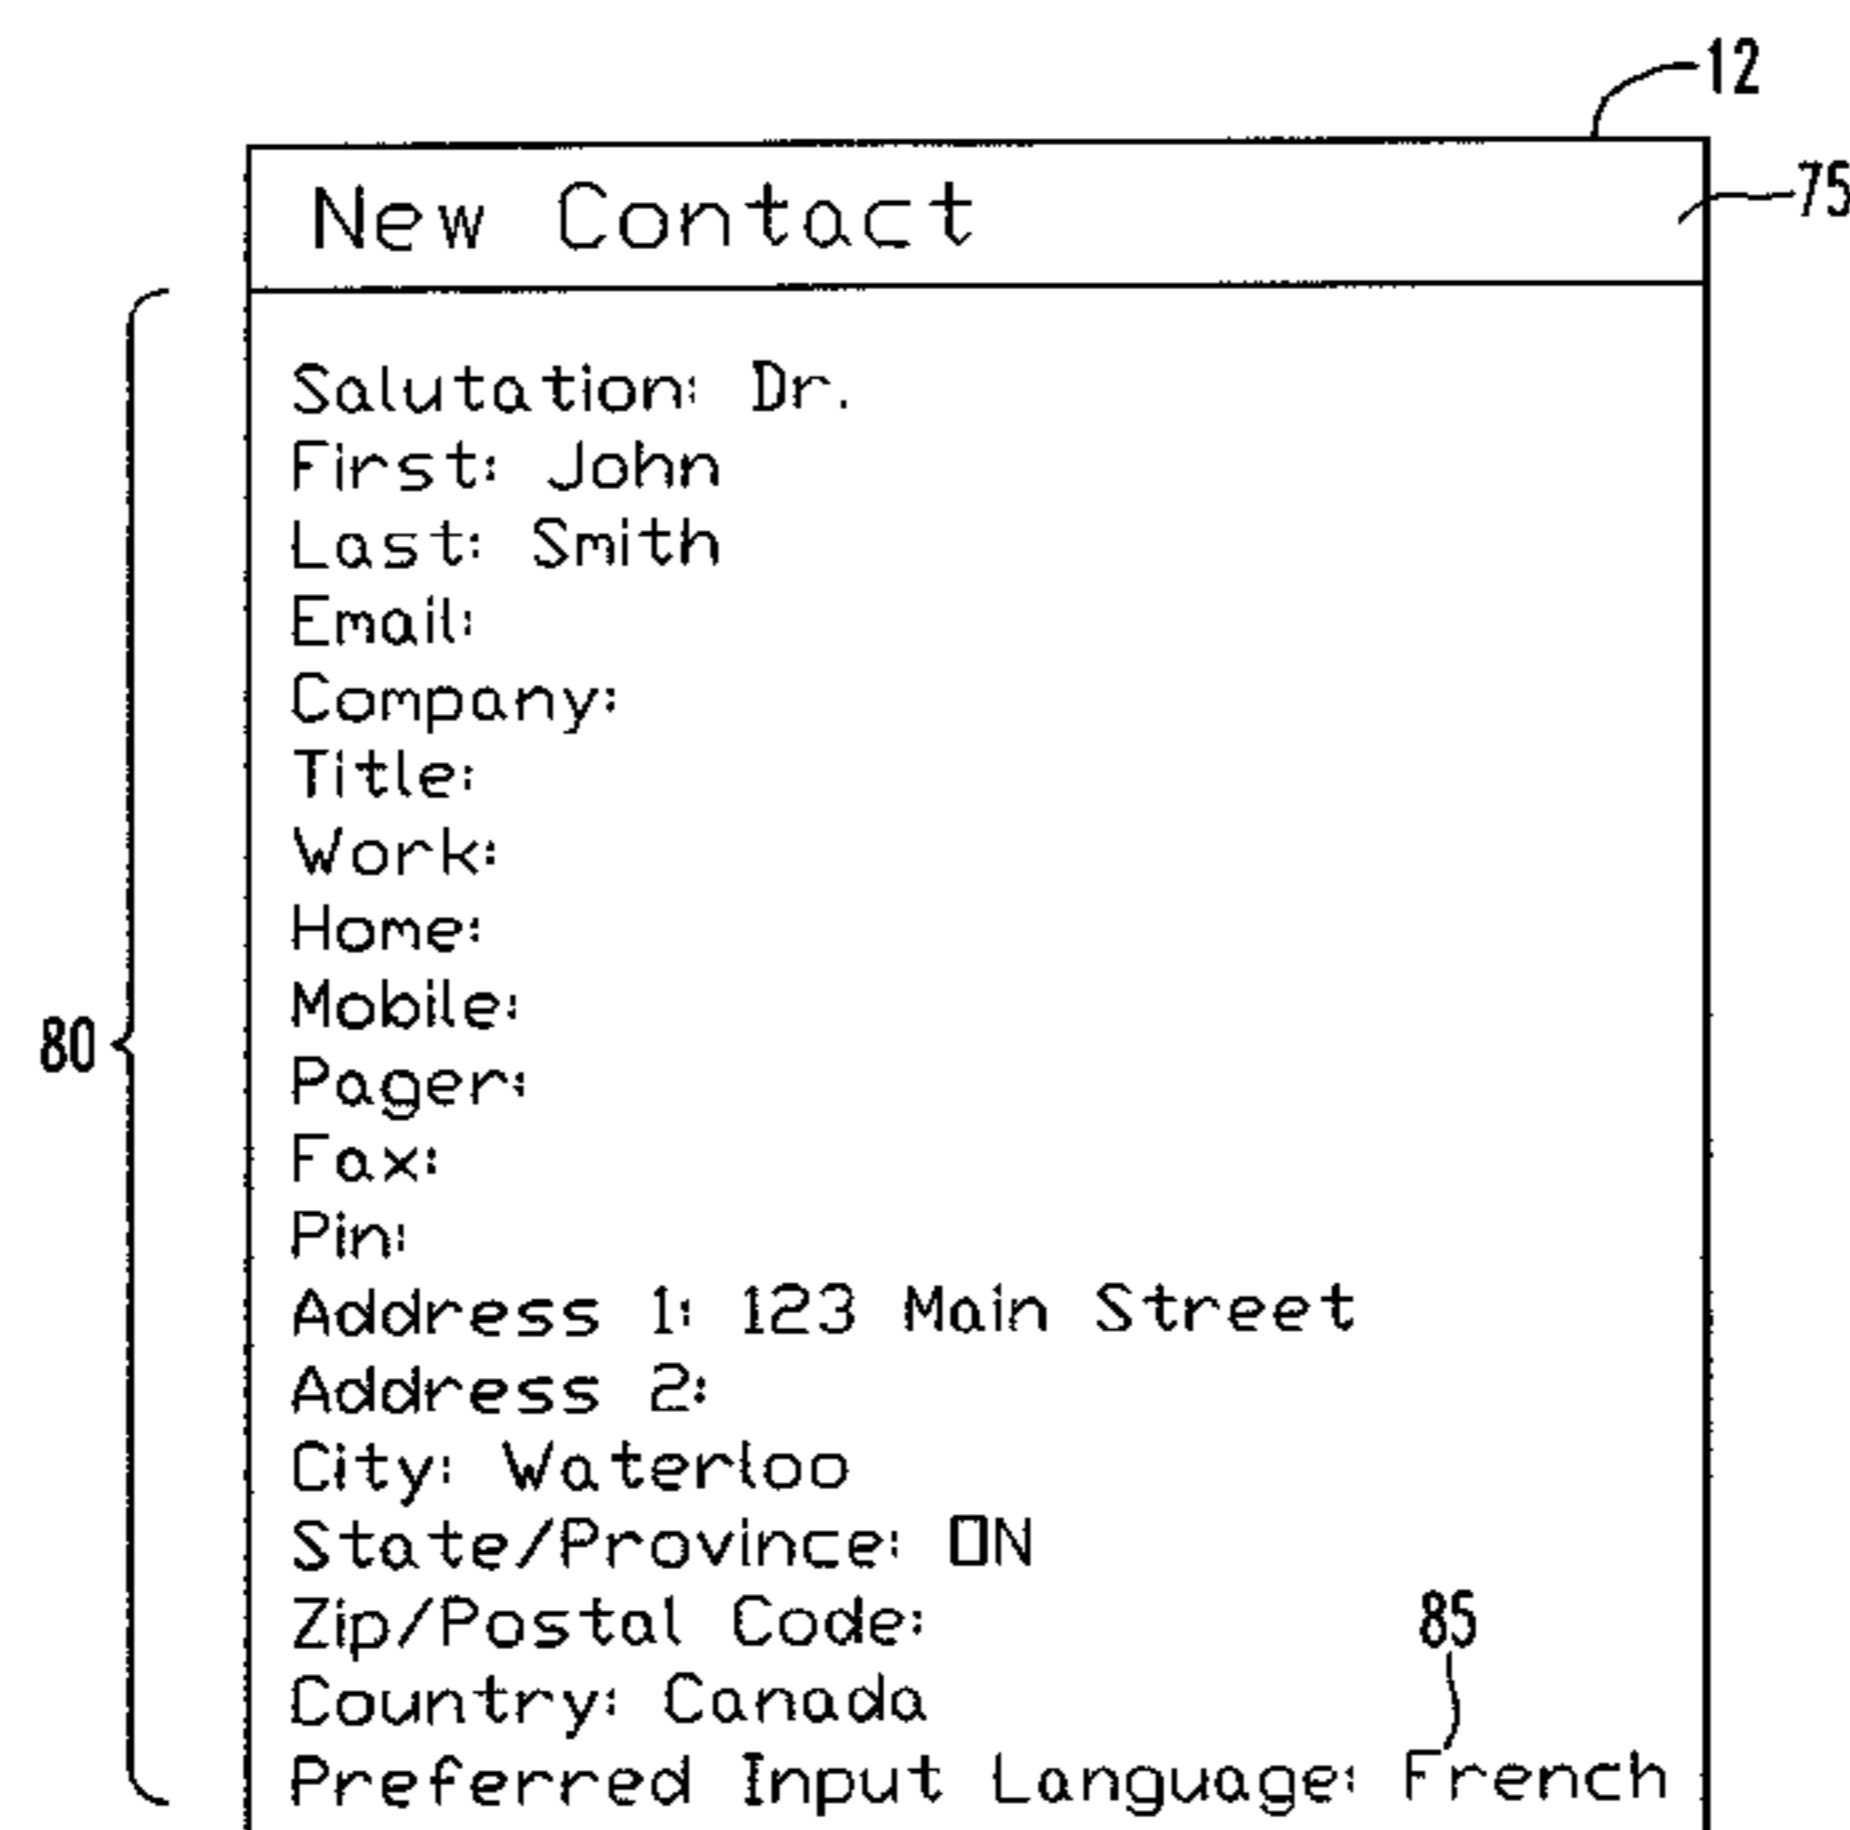 12
New Contact
75
Salutation: Dr.
First: John
Last: Smith
Email:
Company:
Title:
Work:
Home:
Mobile:
80
Pager:
Fax:
Pin:
Address 1: 123 Main Street
Address 2:
City: Waterloo
State/Province: ON
Zip/Postal Code:
85
Country: Canada
Preferred Input Language: French